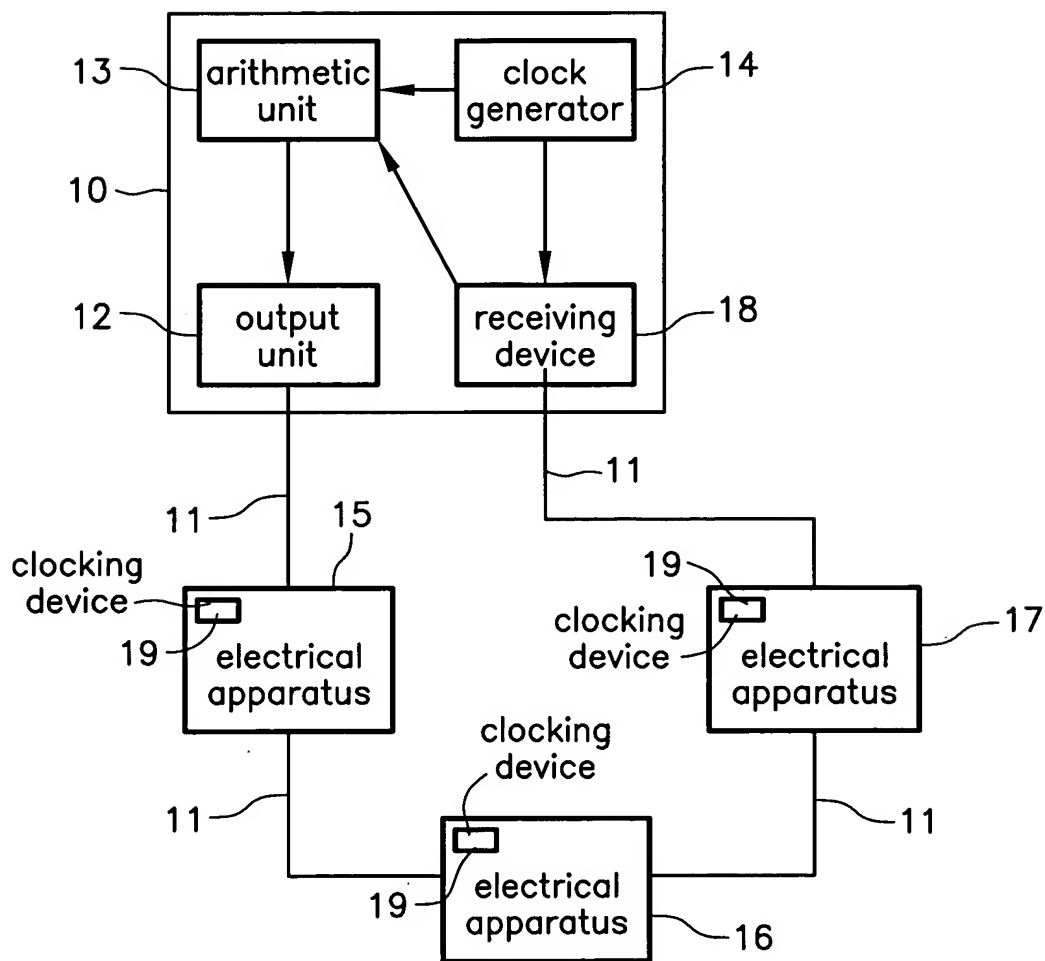 13
arithmetic
unit
clock
generator
14
10
12
output
unit
receiving
device
18
11
11
15
clocking
device
19
electrical
apparatus
19
clocking
device
electrical
apparatus
17
clocking
device
11
11
19
electrical
apparatus
16